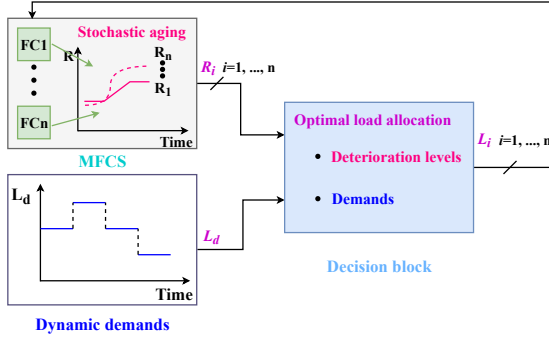 Stochastic aging
FC1
R
Rn
R1
FCn
Time
MFCS
Ri i=1, ..., n
Optimal load allocation
Deterioration levels
Demands
Decision block
Li i=1, ..., n
Ld
Time
Ld
Dynamic demands